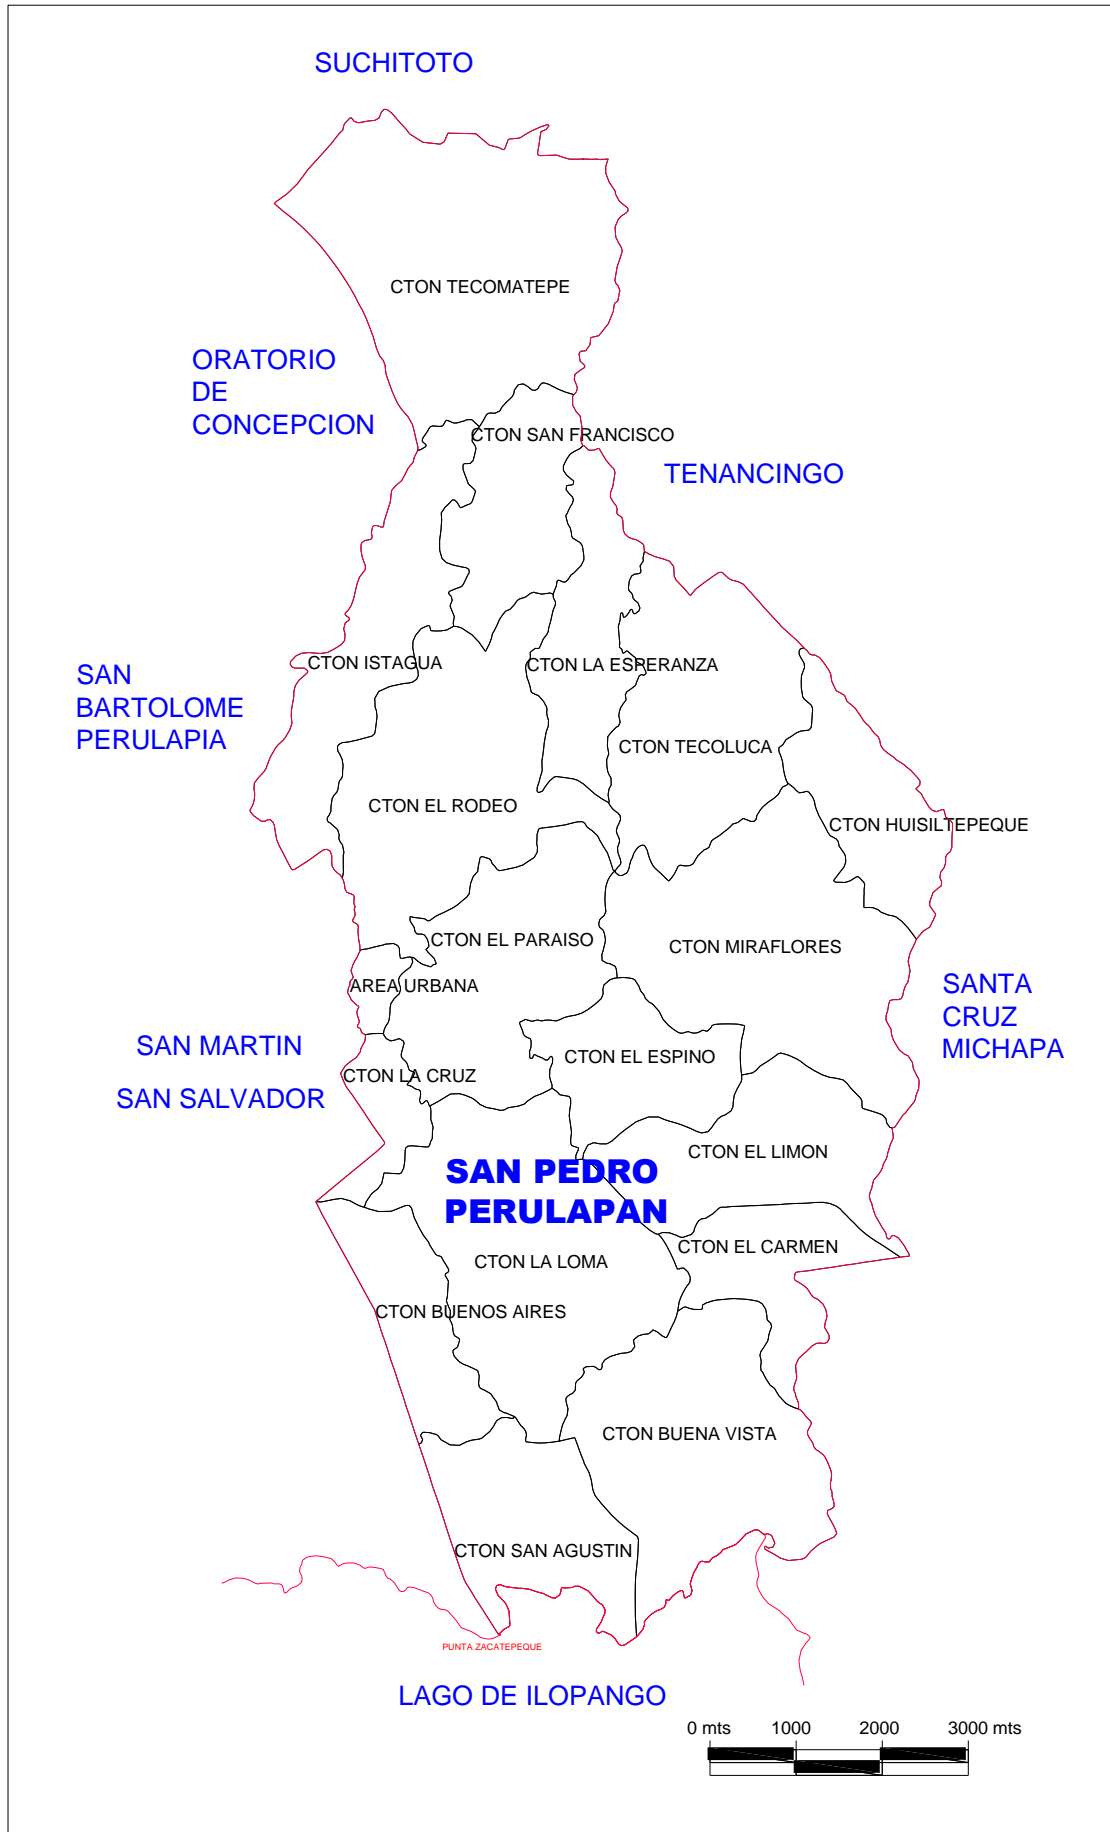 SUCHITOTO
CTON TECOMATEPE
ORATORIO
DE
CONCEPCION
CTON SAN FRANCISCO
TENANCINGO
CTON ISTAGUA
CTON LA ESPERANZA
SAN
BARTOLOME
PERULAPIA
CTON TECOLUCA
CTON EL RODEO
CTON HUISILTEPEQUE
CTON EL PARAISO
CTON MIRAFLORES
AREA URBANA
SANTA
CRUZ
MICHAPA
SAN MARTIN
CTON EL ESPINO
CTON LA CRUZ
SAN SALVADOR
CTON EL LIMON
SAN PEDRO
PERULAPAN
CTON EL CARMEN
CTON LA LOMA
CTON BUENOS AIRES
CTON BUENA VISTA
CTON SAN AGUSTIN
PUNTA ZACATEPEQUE
LAGO DE ILOPANGO
0 mts 1000 2000 3000 mts